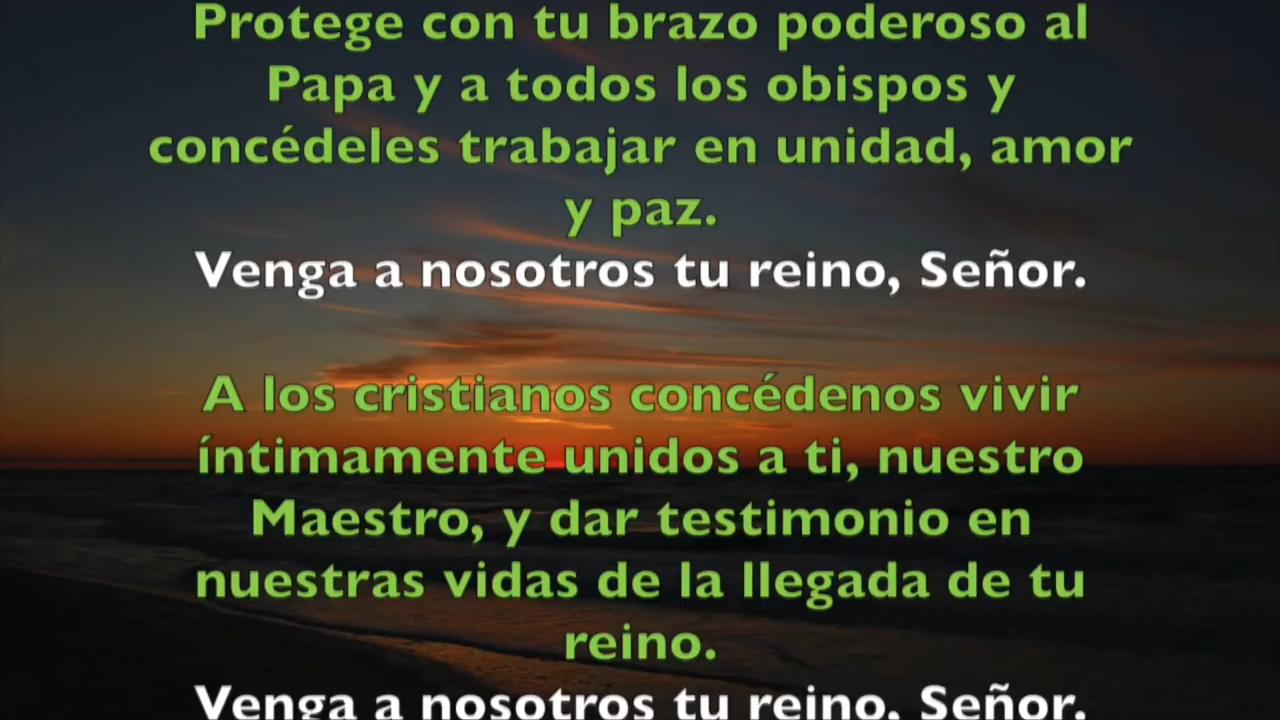 Protege con tu brazo poderoso al
Papa y a todos los obispos y
concédeles trabajar en unidad, amor
y paz.
Venga a nosotros tu reino, Señor.
A los cristianos concédenos vivir
íntimamente unidos a ti, nuestro
Maestro, y dar testimonio en
nuestras vidas de la llegada de tu
reino.
Venga a nosotros tu reino, Señor.